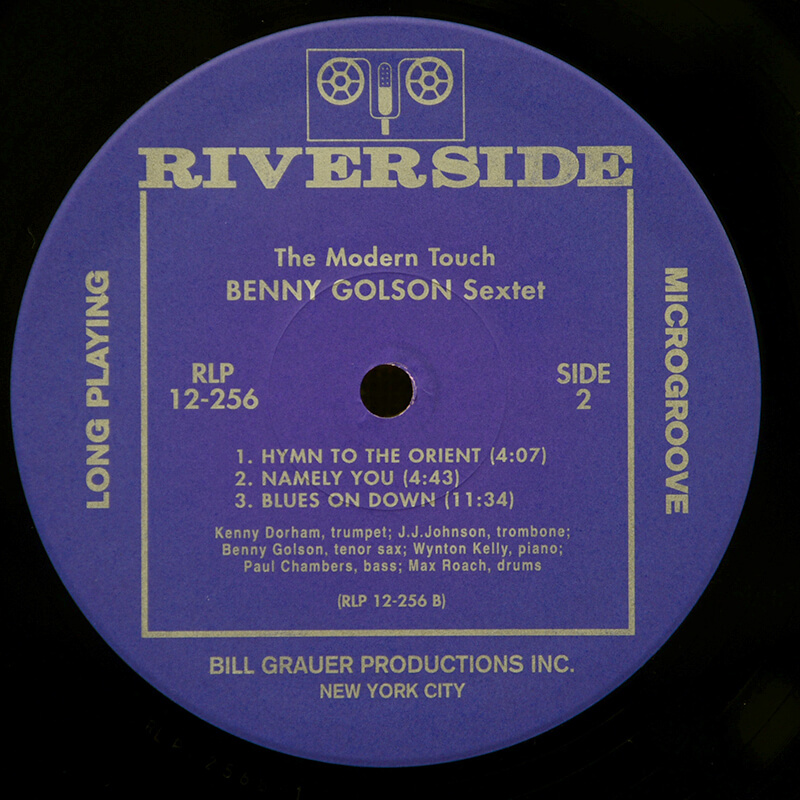 RIVERSIDE
The Modern Touch
BENNY GOLSON Sextet
LONG PLAYING
MICROGROOVE
RLP
12-256
SIDE
2
1. HYMN TO THE ORIENT (4:07)
2. NAMELY YOU (4:43)
3. BLUES ON DOWN (11:34)
Kenny Dorham, trumpet; J.J.Johnson, trombone;
Benny Golson, tenor sax; Wynton Kelly, piano;
Paul Chambers, bass; Max Roach, drums
(RLP 12-256 B)
BILL GRAUER PRODUCTIONS INC.
NEW YORK CITY